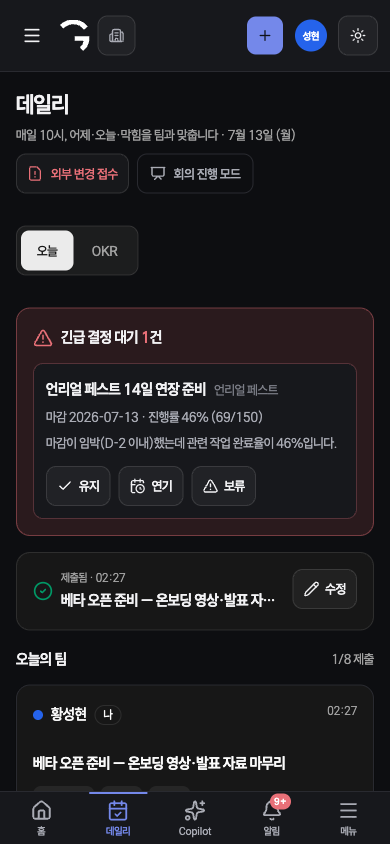 성현
데일리
매일 10시, 어제·오늘·막힘을 팀과 맞춥니다 · 7월 13일 (월)
외부 변경 접수
회의 진행 모드
오늘
OKR
긴급 결정 대기 1건
언리얼 페스트 14일 연장 준비 언리얼 페스트
마감 2026-07-13 · 진행률 46% (69/150)
마감이 임박(D-2 이내)했는데 관련 작업 완료율이 46%입니다.
유지
연기
보류
제출됨 · 02:27
베타 오픈 준비 — 온보딩 영상·발표 자…
수정
오늘의 팀
1/8 제출
황성현 나
02:27
베타 오픈 준비 — 온보딩 영상·발표 자료 마무리
9+
홈
데일리
Copilot
알림
메뉴